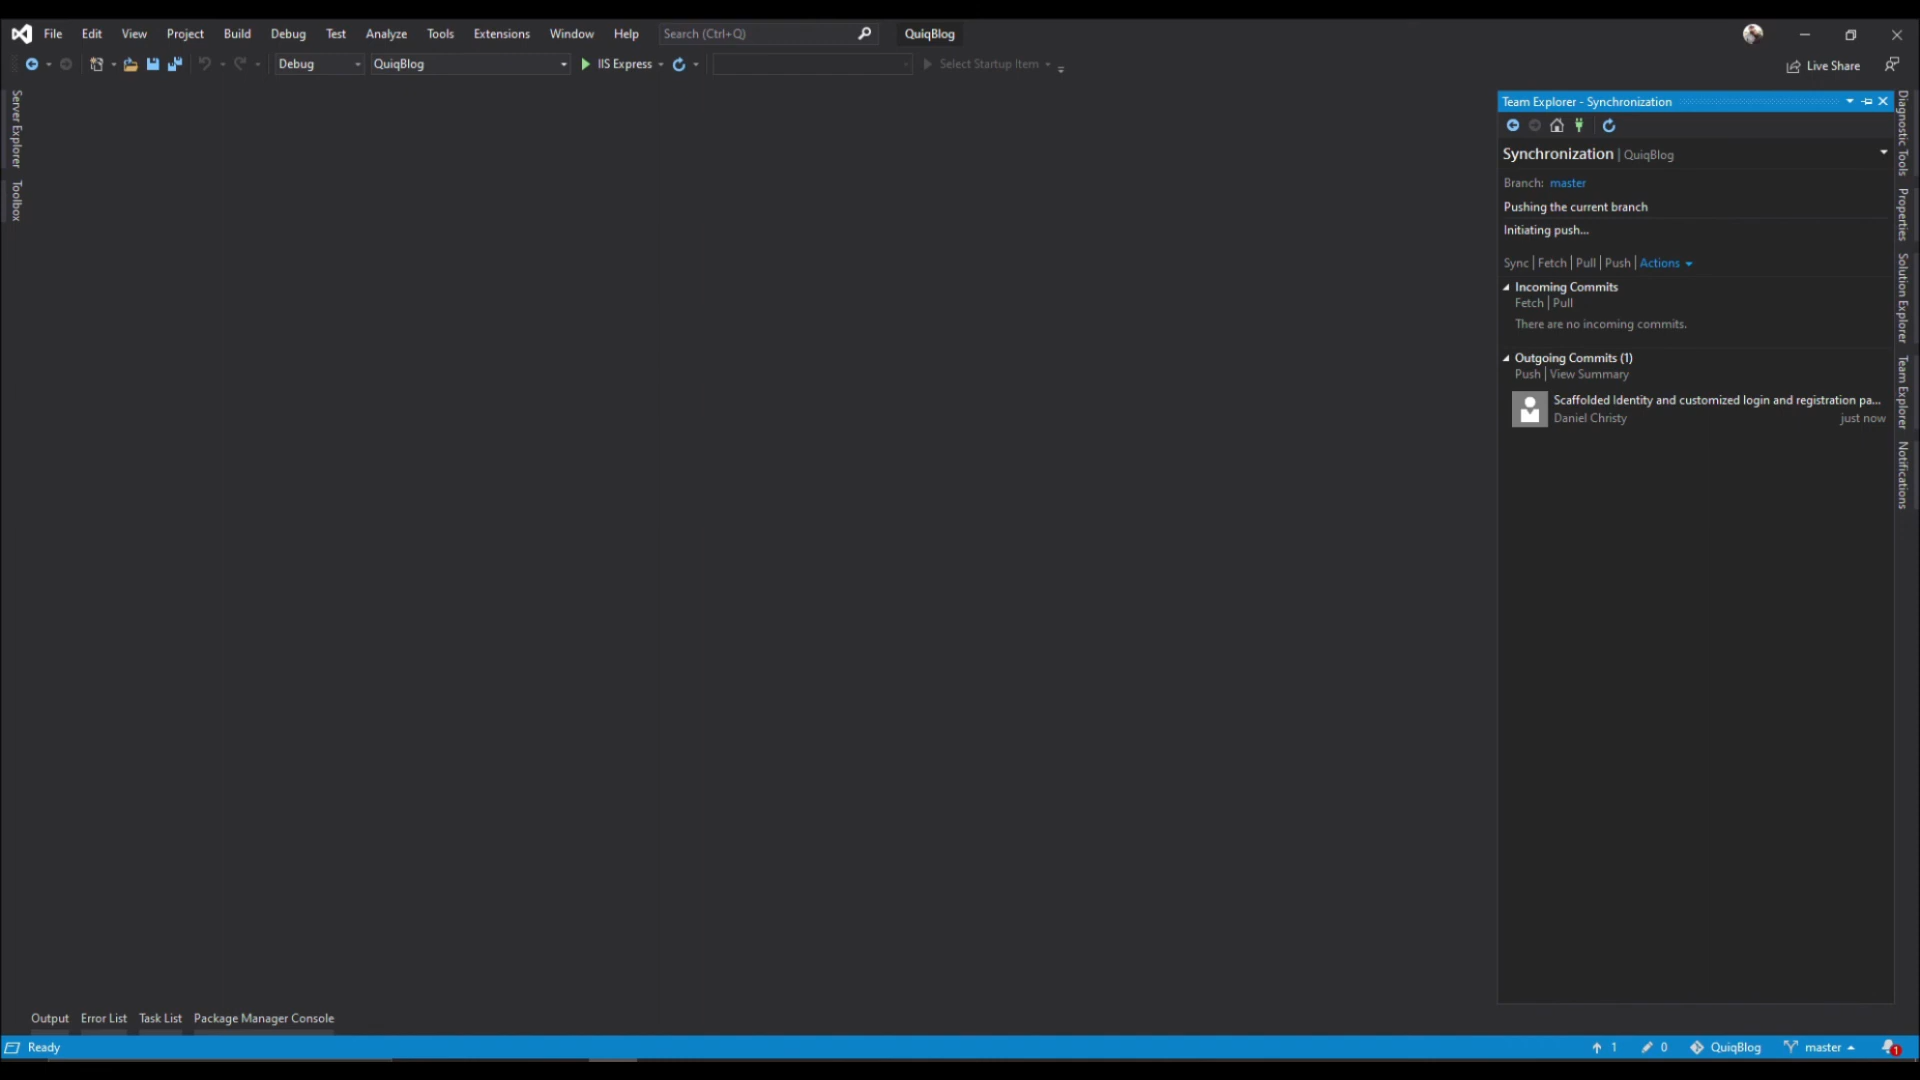 File Edit View Project Build Debug Test Analyze Tools Extensions Window Help Search (Ctrl+Q) QuiqBlog
Debug QuiqBlog IIS Express Select Startup Item Live Share
Server Explorer
Toolbox
Team Explorer - Synchronization
Synchronization | QuiqBlog
Branch: master
Pushing the current branch
Initiating push...
Sync | Fetch | Pull | Push | Actions
Incoming Commits
Fetch | Pull
There are no incoming commits.
Outgoing Commits (1)
Push | View Summary
Scaffolded Identity and customized login and registration pa...
Daniel Christy just now
Diagnostic Tools
Properties
Solution Explorer
Team Explorer
Notifications
Output Error List Task List Package Manager Console
Ready 1 0 QuiqBlog master 1